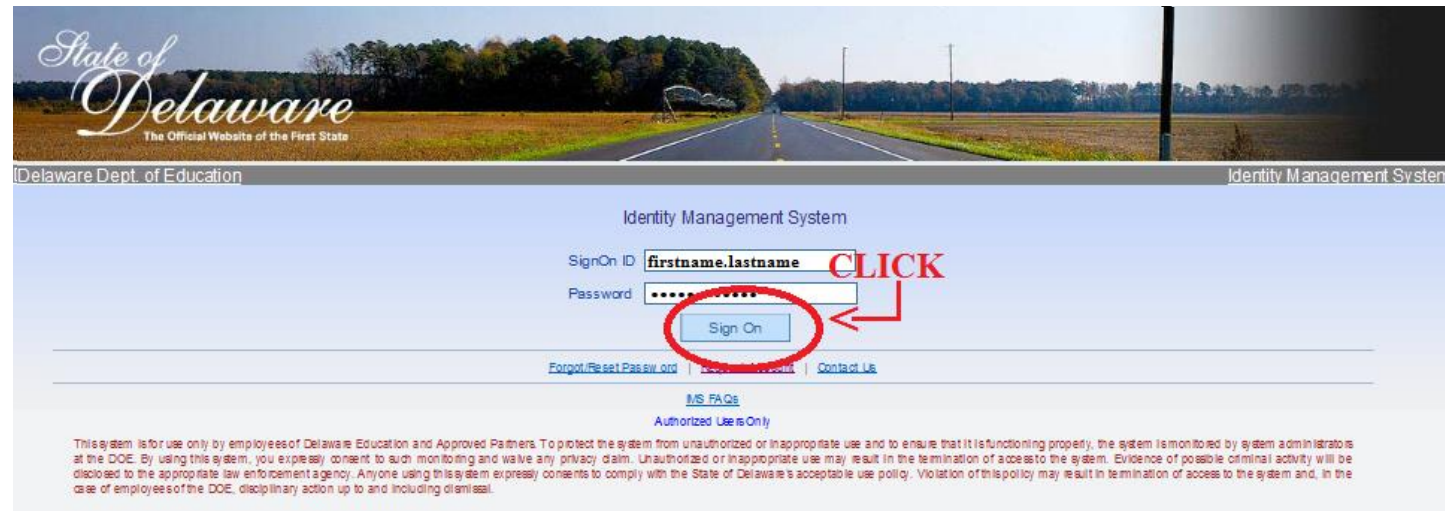 State of
Delaware
The Official Website of the First State
Delaware Dept. of Education
Identity Management System
Identity Management System
SignOn ID firstname.lastname
CLICK
Password
Sign On
Forgot/Reset Password | | Contact Us
IMS FAQs
Authorized Users Only
This system is for use only by employees of Delaware Education and Approved Partners. To protect the system from unauthorized or inappropriate use and to ensure that it is functioning properly, the system is monitored by system administrators
at the DOE. By using this system, you expressly consent to such monitoring and waive any privacy claim. Unauthorized or inappropriate use may result in the termination of access to the system. Evidence of possible criminal activity will be
disclosed to the appropriate law enforcement agency. Anyone using this system expressly consents to comply with the State of Delaware's acceptable use policy. Violation of this policy may result in termination of access to the system and, in the
case of employees of the DOE, disciplinary action up to and including dismissal.